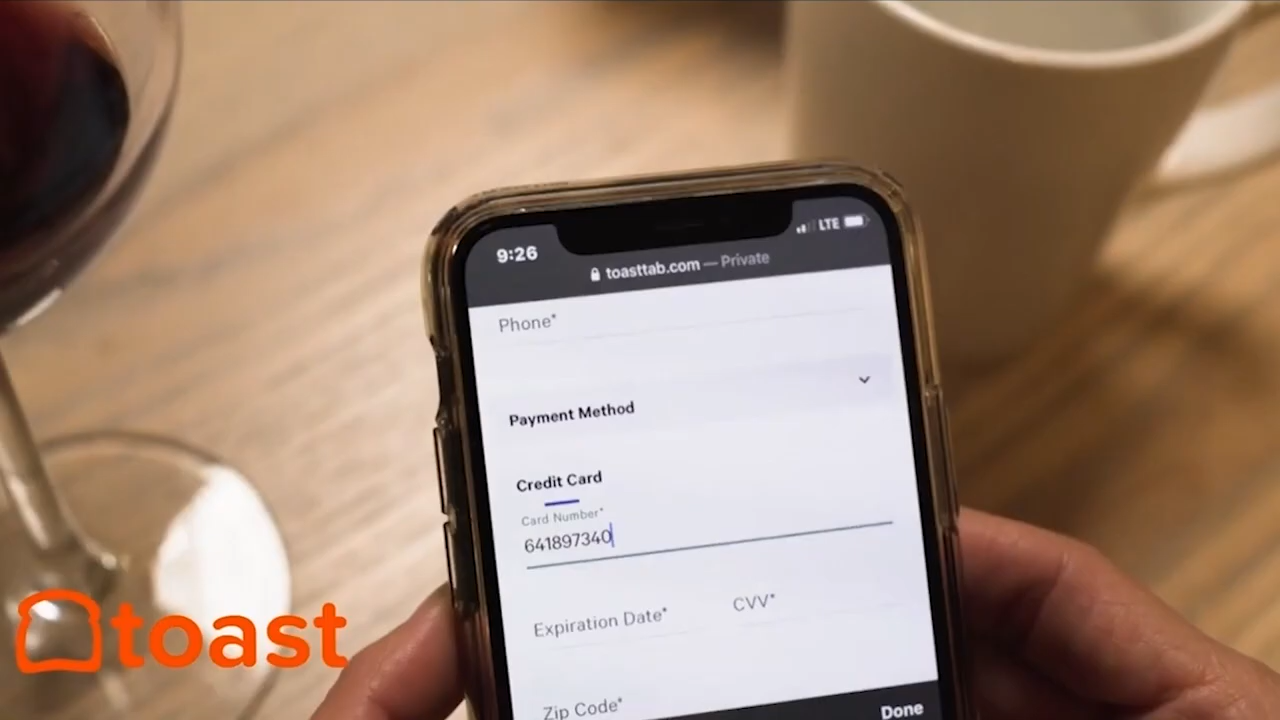 9:26
LTE
toasttab.com — Private
Phone*
Payment Method
Credit Card
Card Number*
641897340
Expiration Date*
CVV*
Zip Code*
Done
toast